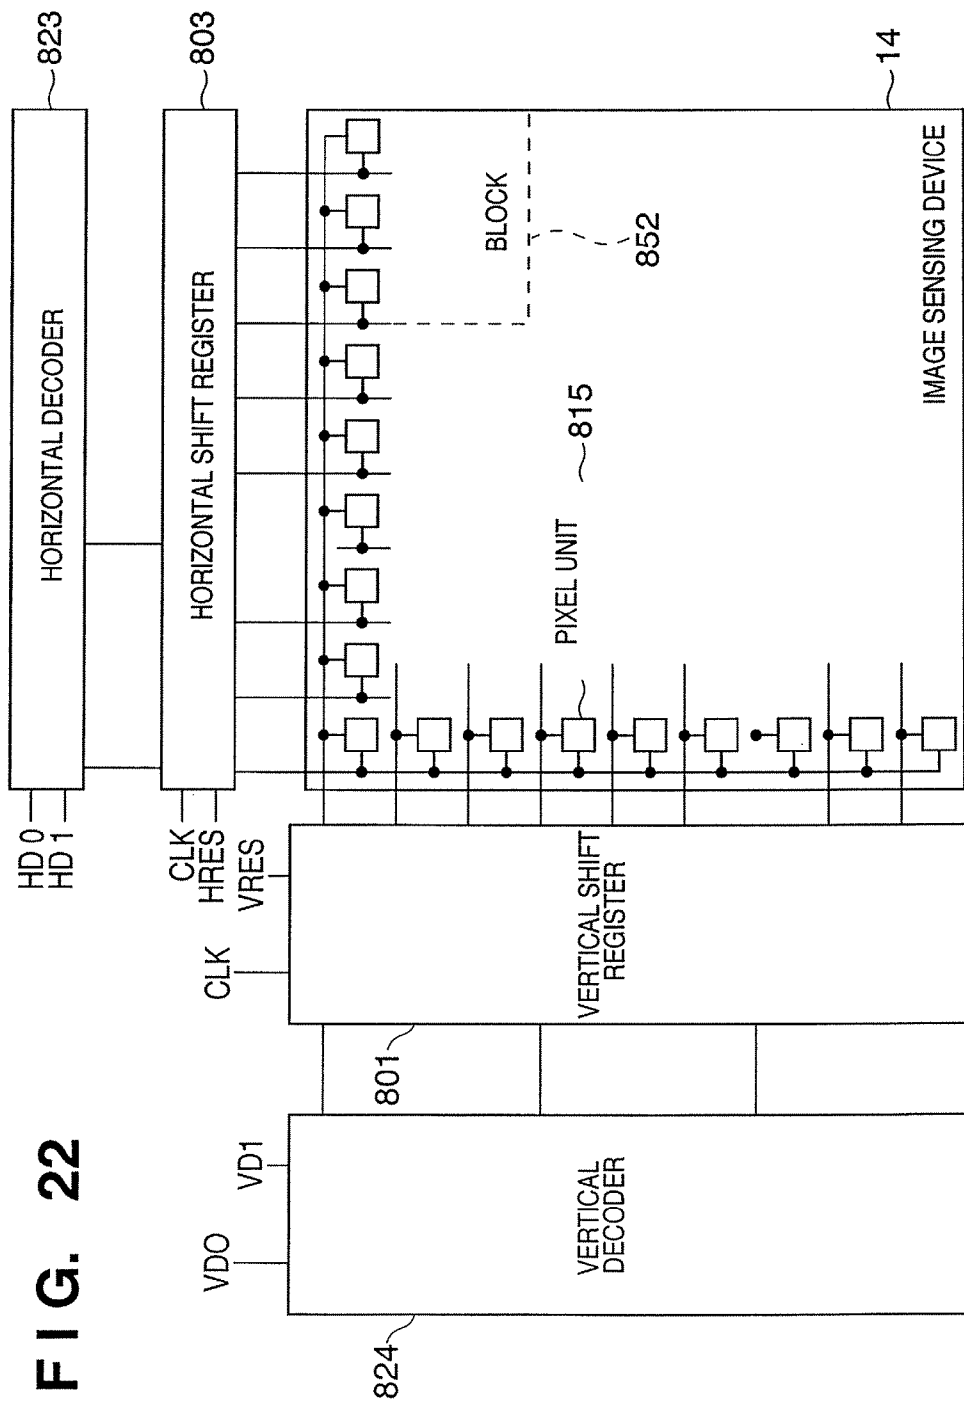 FIG. 22
823
HORIZONTAL DECODER
HD 0
HD 1
803
HORIZONTAL SHIFT REGISTER
CLK
HRES
VRES
CLK
VD1
VDO
824
VERTICAL
DECODER
801
VERTICAL SHIFT
REGISTER
PIXEL UNIT
815
BLOCK
852
14
IMAGE SENSING DEVICE